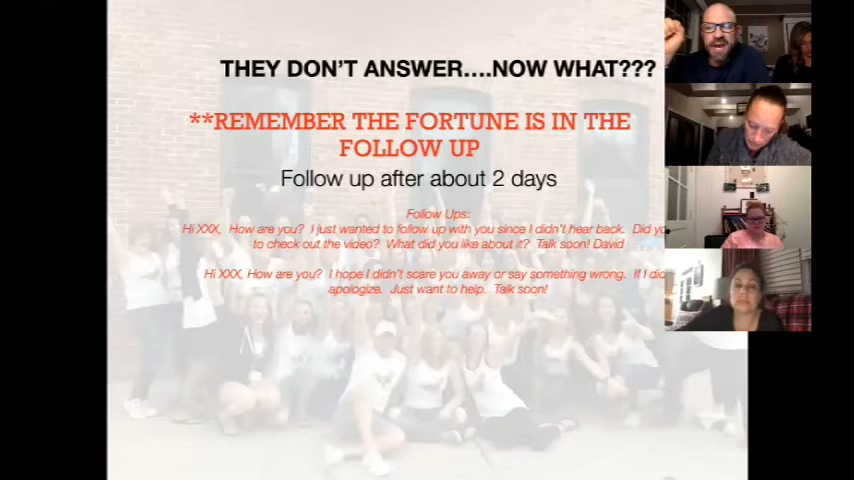 THEY DON'T ANSWER....NOW WHAT???
**REMEMBER THE FORTUNE IS IN THE
FOLLOW UP
Follow up after about 2 days
Follow Ups:
Hi XXX, How are you? I just wanted to follow up with you since I didn't hear back. Did
to check out the video? What did you like about it? Talk soon! David
Hi XXX, How are you? I hope I didn't scare you away or say something wrong. If I
apologize. Just want to help. Talk soon!